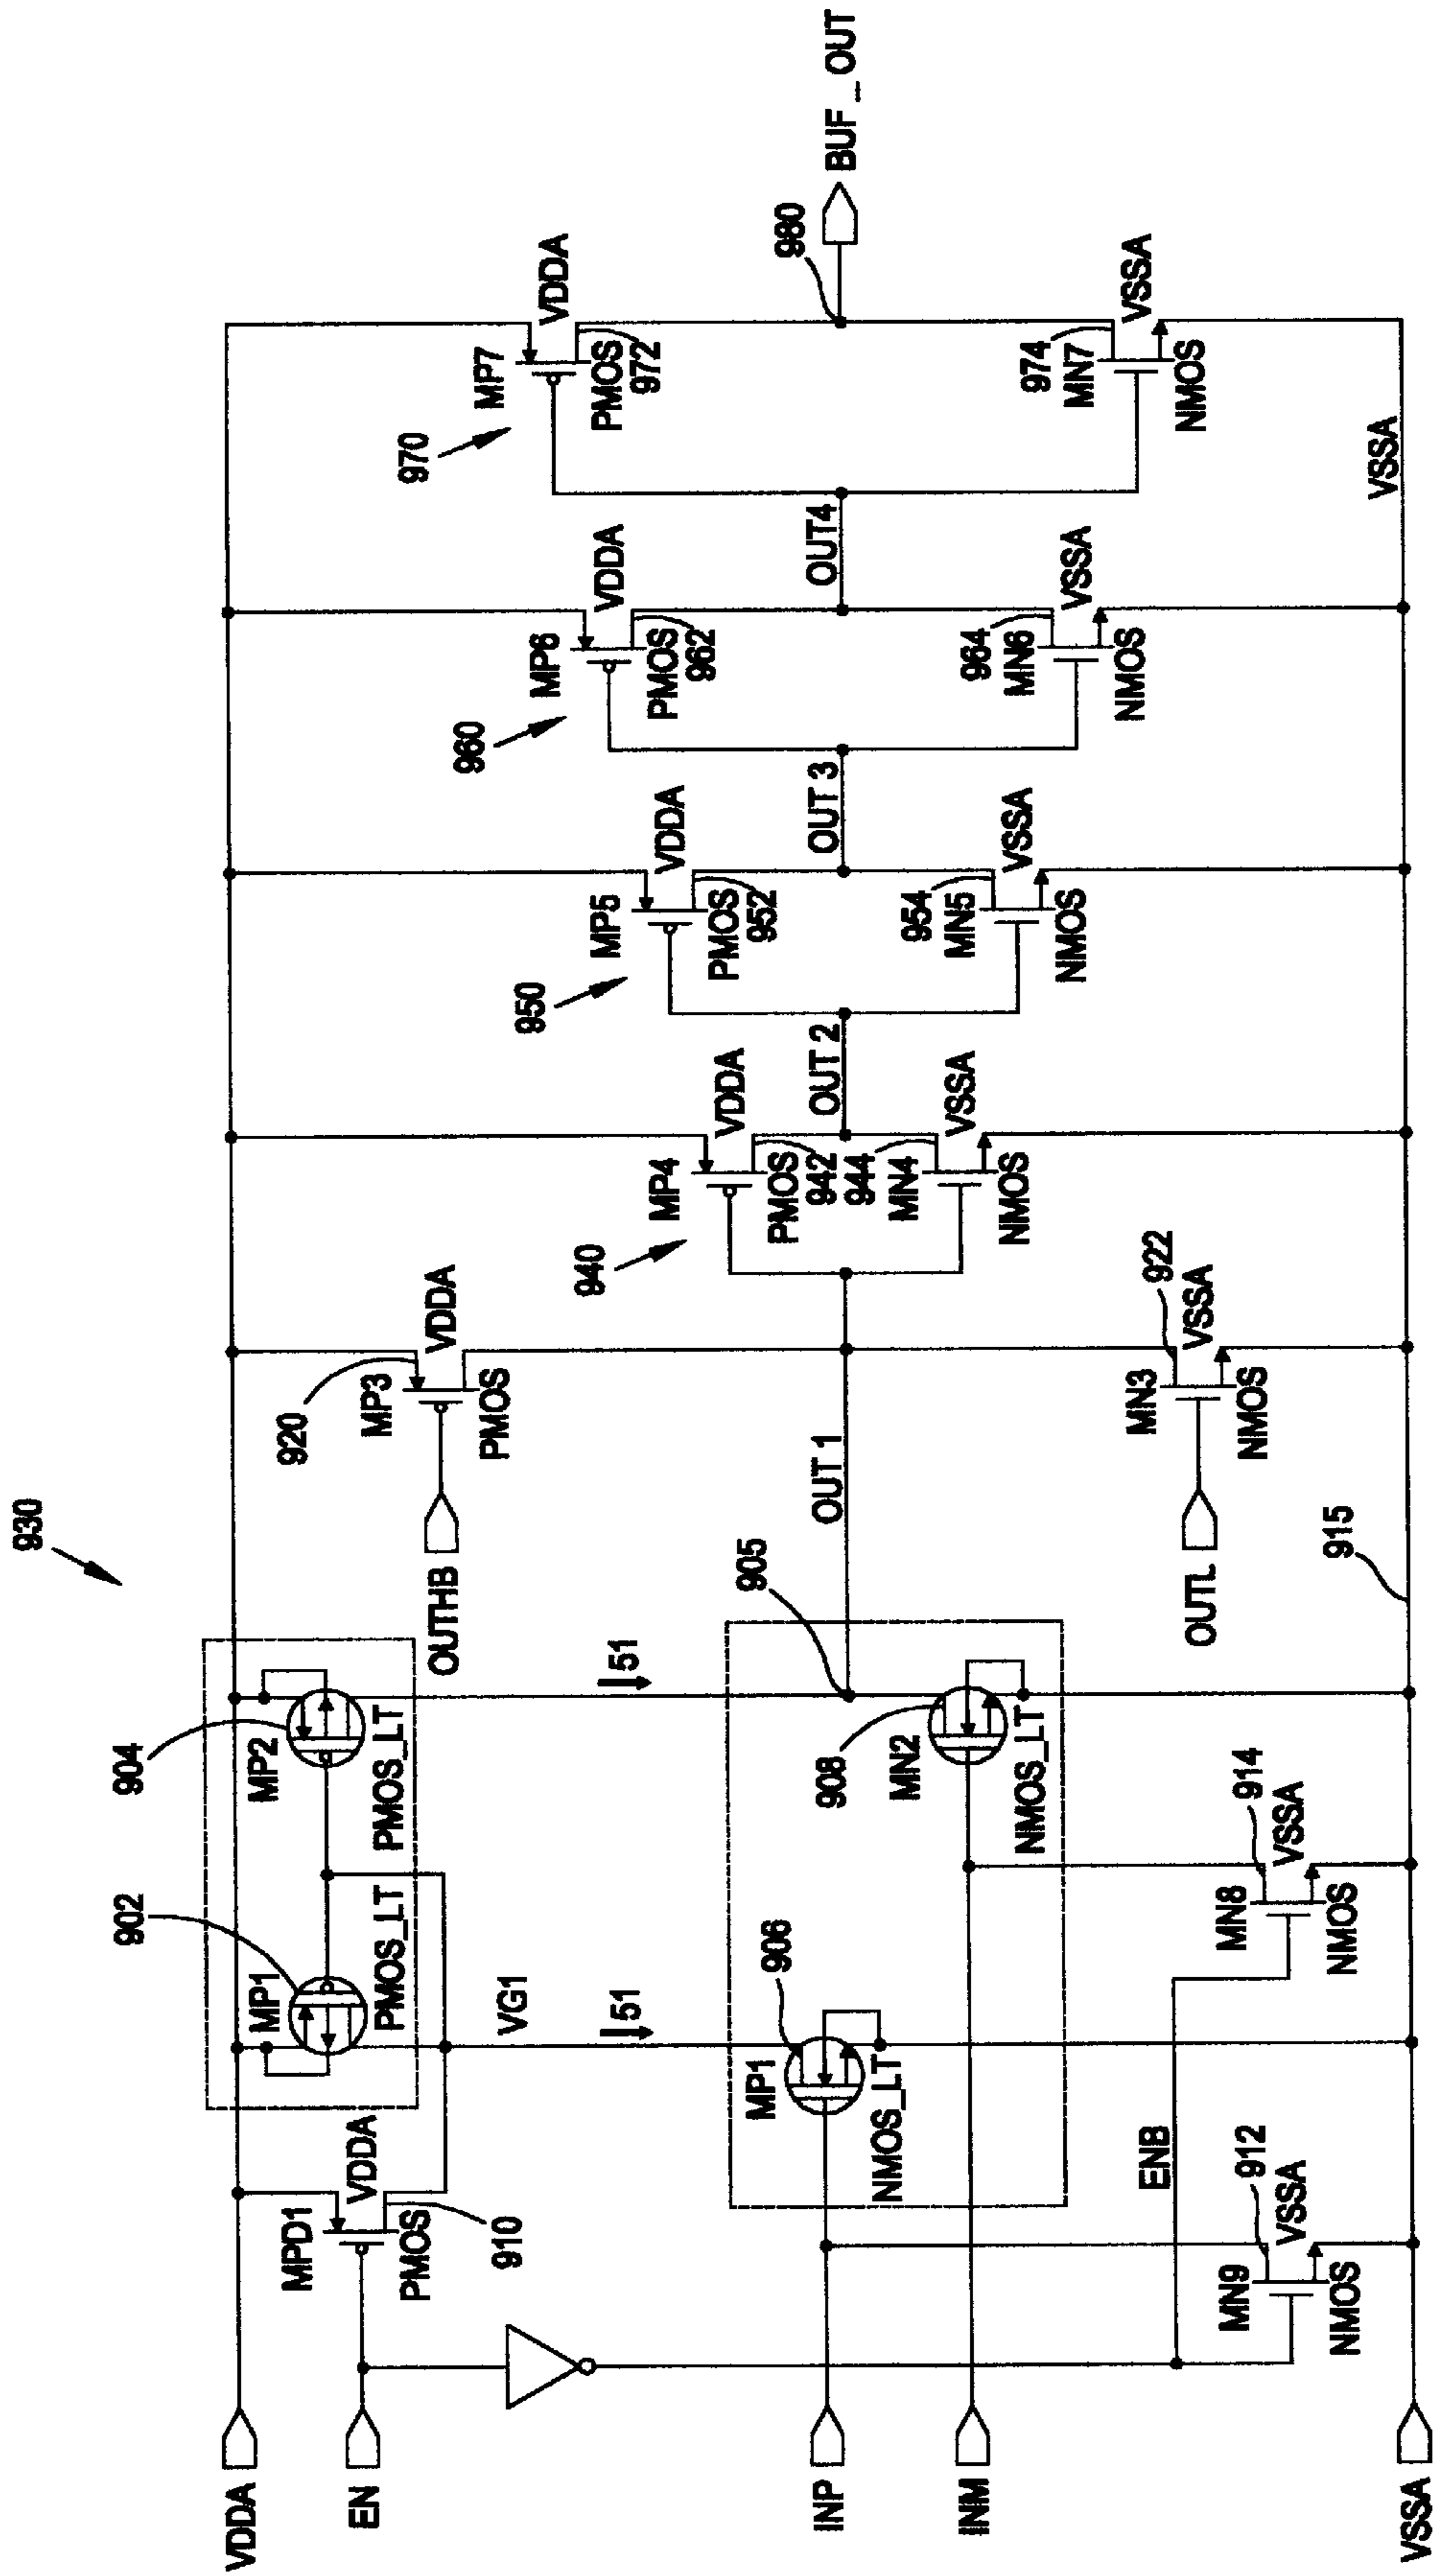 930
VDDA
EN
INP
INM
VSSA
MPD1
VDDA
PMOS
910
902
MP1
PMOS_LT
904
MP2
PMOS_LT
VG1
51
51
MP1
906
NMOS_LT
905
908
MN2
NMOS_LT
ENB
MN9
912
VSSA
NMOS
MN8
914
VSSA
NMOS
915
OUTHB
920
MP3
VDDA
PMOS
OUT 1
OUTL
MN3
922
VSSA
NMOS
940
MP4
VDDA
PMOS
942
944
MN4
VSSA
NMOS
OUT 2
950
MP5
VDDA
PMOS
952
954
MN5
VSSA
NMOS
OUT 3
960
MP6
VDDA
PMOS
962
964
MN6
VSSA
NMOS
OUT4
970
MP7
VDDA
PMOS
972
974
MN7
VSSA
NMOS
VSSA
980
BUF_OUT